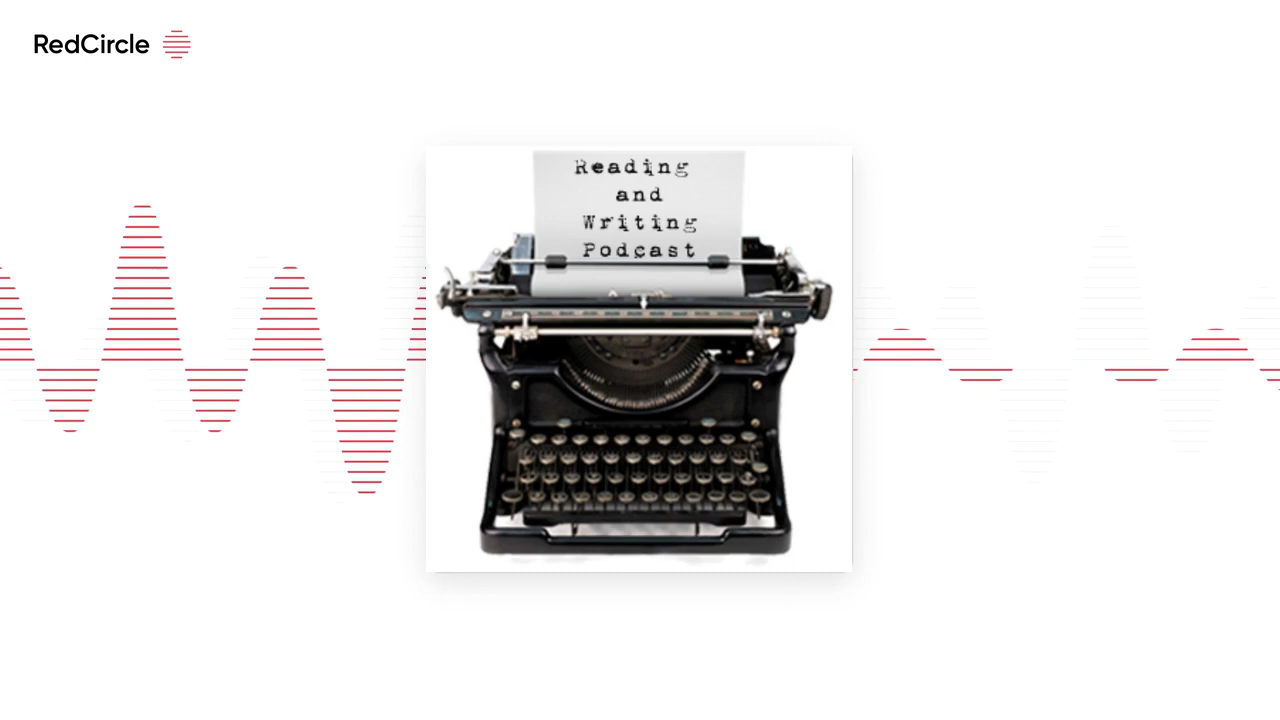 RedCircle
Reading
and
Writing
Podcast